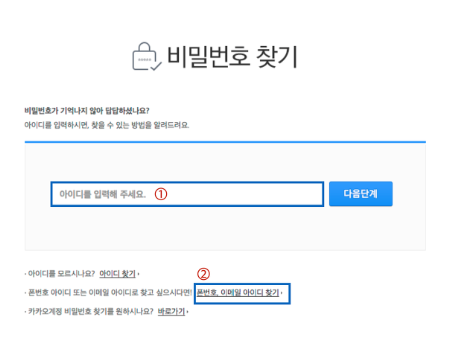 비밀번호 찾기
비밀번호가 기억나지 않아 답답하셨나요?
아이디를 입력하시면, 찾을 수 있는 방법을 알려드려요.
아이디를 입력해 주세요. ① 다음단계
· 아이디를 모르시나요? 아이디 찾기 ›
②
· 폰번호 아이디 또는 이메일 아이디로 찾고 싶으시다면! 폰번호, 이메일 아이디 찾기 ›
· 카카오계정 비밀번호 찾기를 원하시나요? 바로가기 ›